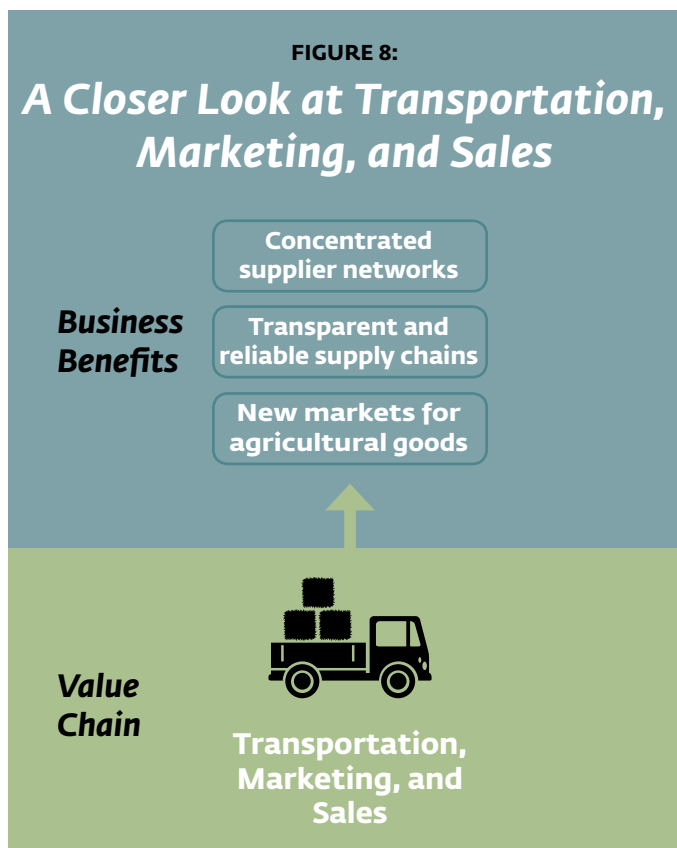 FIGURE 8:
A Closer Look at Transportation,
Marketing, and Sales
Concentrated
supplier networks
Business
Benefits
Transparent and
reliable supply chains
New markets for
agricultural goods
Value
Chain
Transportation,
Marketing, and
Sales